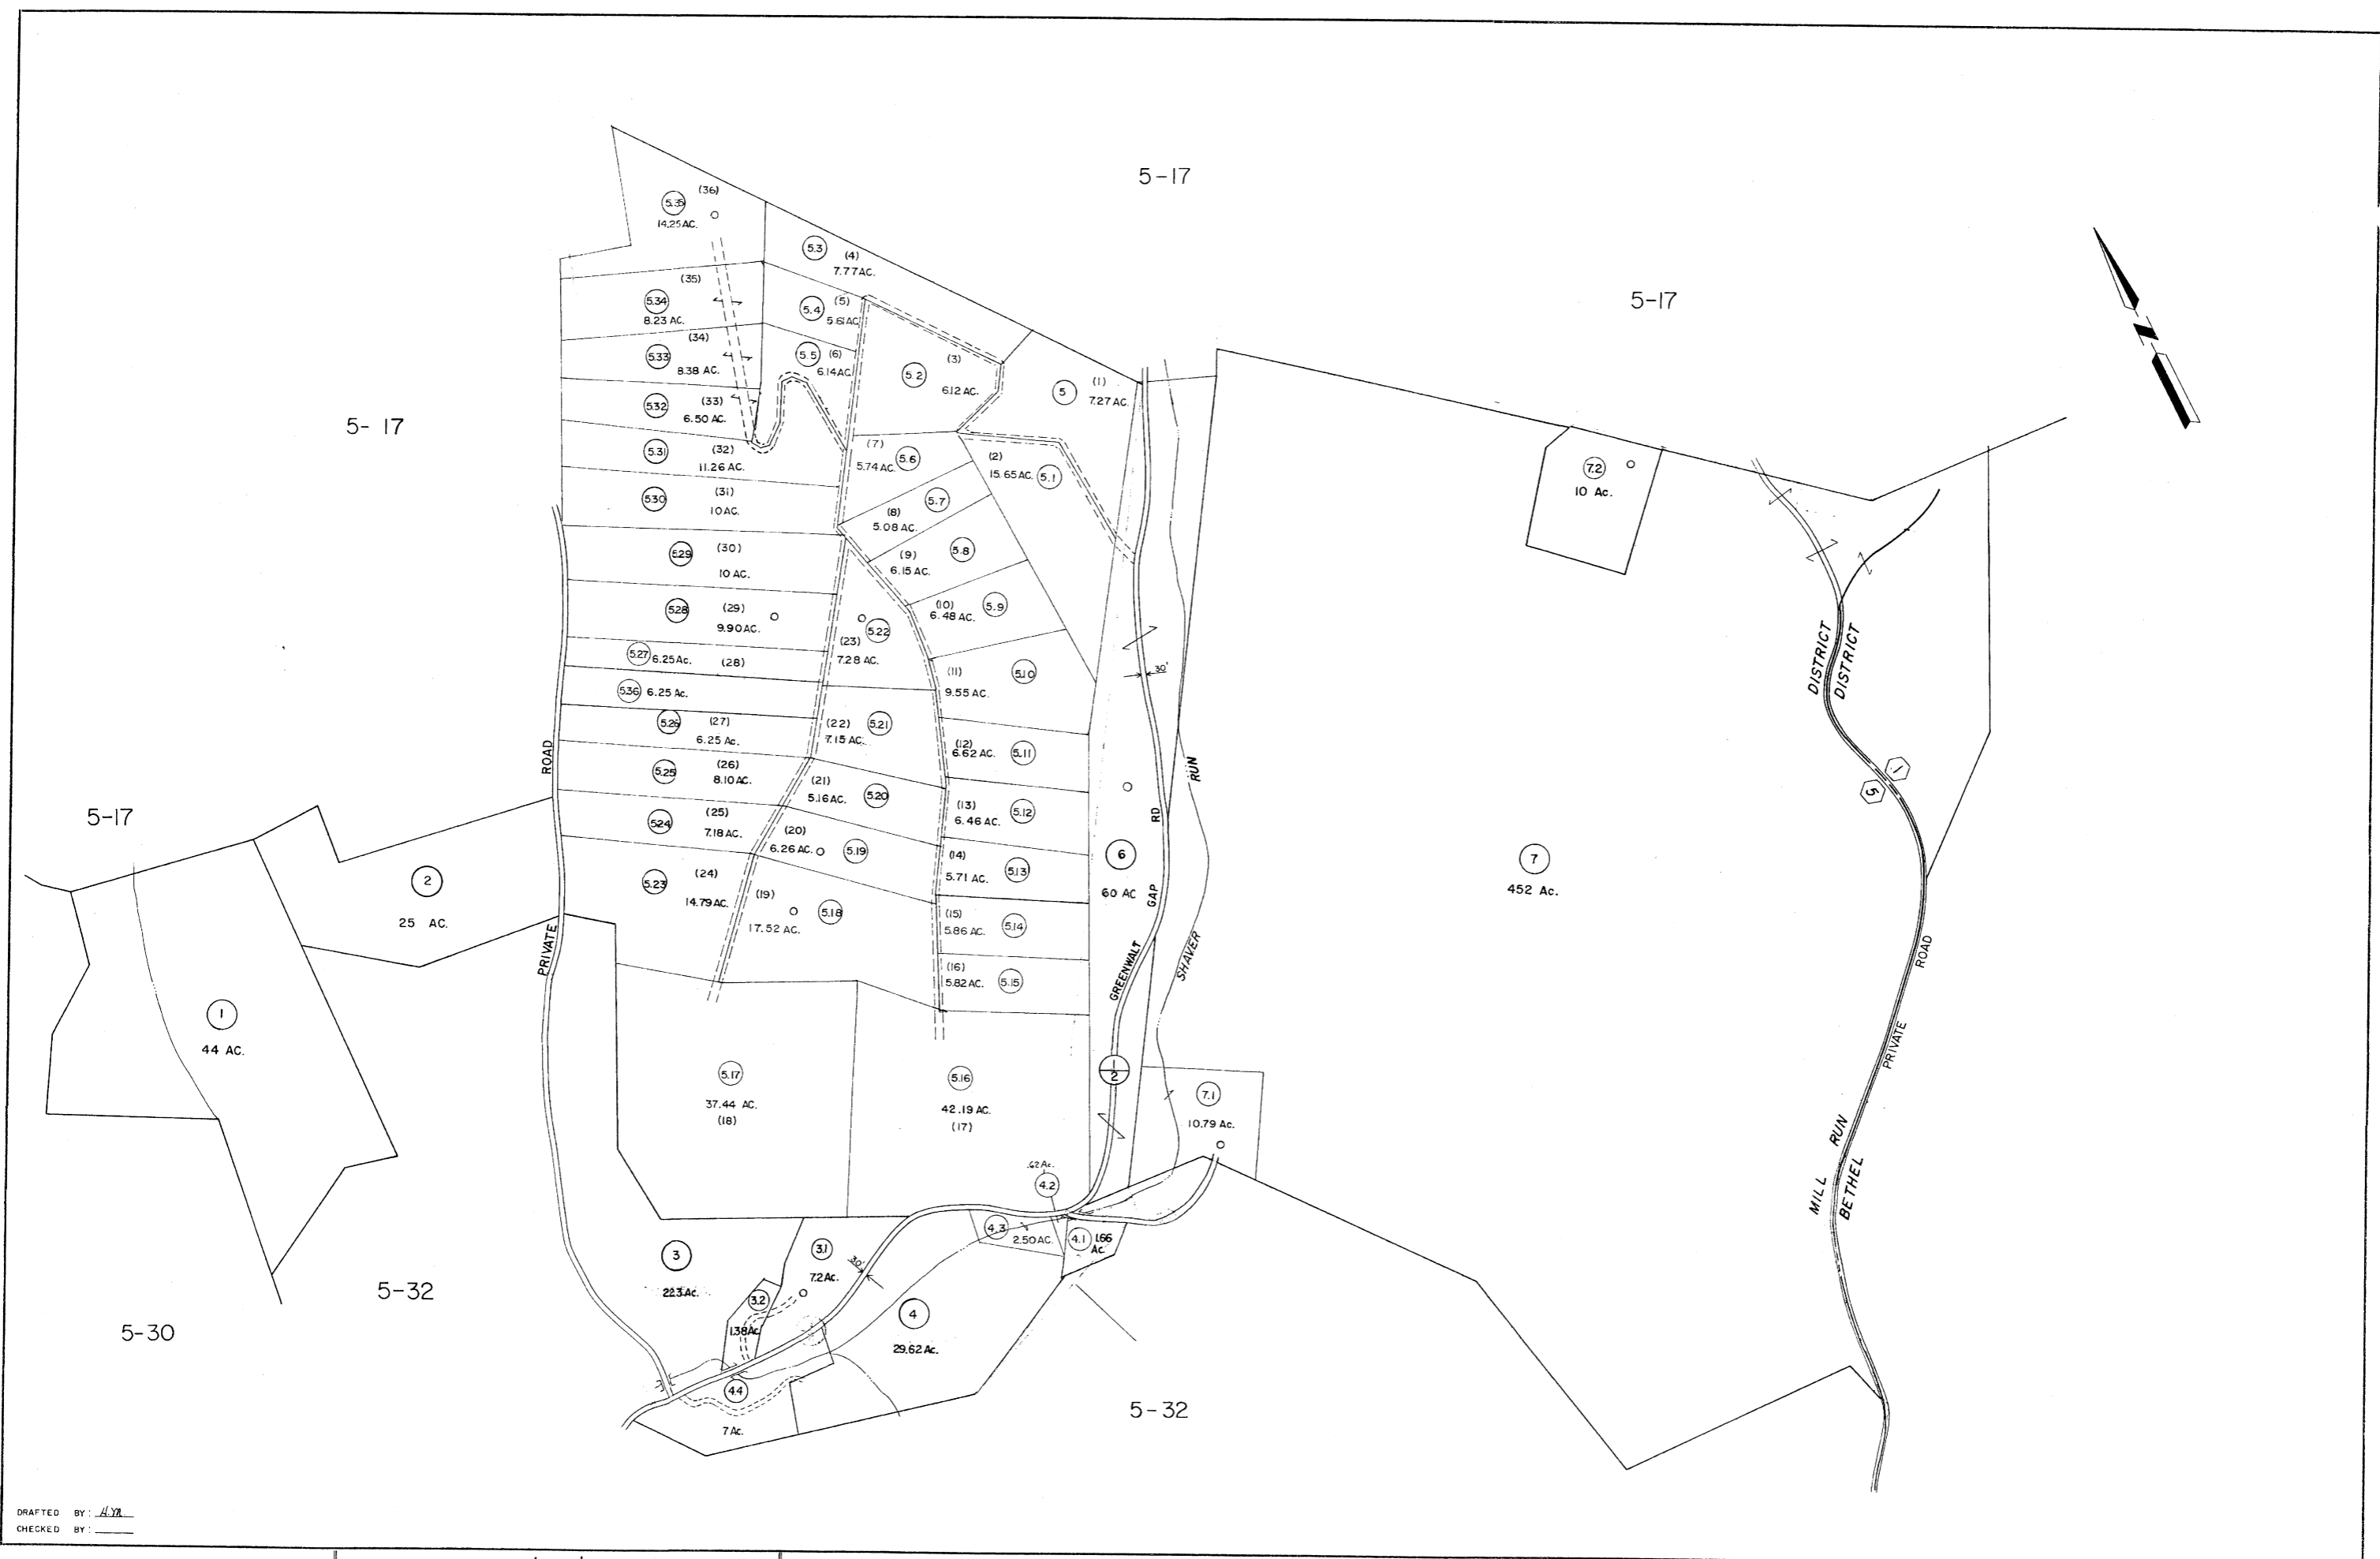 5-17
(36)
5.35
14.25 AC.
5.3
(4)
7.77 AC.
(35)
5.34
8.23 AC.
5.4
(5)
5.61 AC.
(34)
5.33
8.38 AC.
5.5
(6)
6.14 AC.
(3)
5.2
6.12 AC.
5
(1)
7.27 AC.
5-17
(33)
5.32
6.50 AC.
5-17
(32)
5.31
11.26 AC.
(7)
5.74 AC.
5.6
(2)
15.65 AC.
5.1
7.2
10 Ac.
(31)
5.30
10 AC.
5.7
(8)
5.08 AC.
(30)
5.29
10 AC.
(9)
5.8
6.15 AC.
(29)
5.28
9.90 AC.
(10)
5.9
6.48 AC.
5.22
(23)
7.28 AC.
5.27
6.25 Ac.
(28)
(11)
5.10
9.55 AC.
30'
5.36
6.25 Ac.
(27)
5.26
6.25 Ac.
(22)
5.21
7.15 AC.
(12)
6.62 AC.
5.11
DISTRICT
DISTRICT
(26)
5.25
8.10 AC.
(21)
5.16 AC.
5.20
(13)
6.46 AC.
5.12
1
5
(25)
5.24
7.18 AC.
(20)
6.26 AC.
5.19
(14)
5.71 AC.
5.13
6
60 AC
7
452 Ac.
(24)
5.23
14.79 AC.
(19)
5.18
17.52 AC.
(15)
5.86 AC.
5.14
(16)
5.82 AC.
5.15
PRIVATE ROAD
GREENWALT GAP RD
SHAVER RUN
PRIVATE ROAD
5-17
2
25 AC.
1
44 AC.
5.17
37.44 AC.
(18)
5.16
42.19 AC.
(17)
1
2
7.1
10.79 Ac.
MILL RUN
BETHEL
.62 Ac.
4.2
4.3
2.50 AC.
4.1
1.66
Ac.
3
22.3 Ac.
3.1
7.2 Ac.
30'
3.2
1.38 Ac.
4
29.62 Ac.
4.4
7 Ac.
5-32
5-30
5-32
DRAFTED BY: H.M.
CHECKED BY: